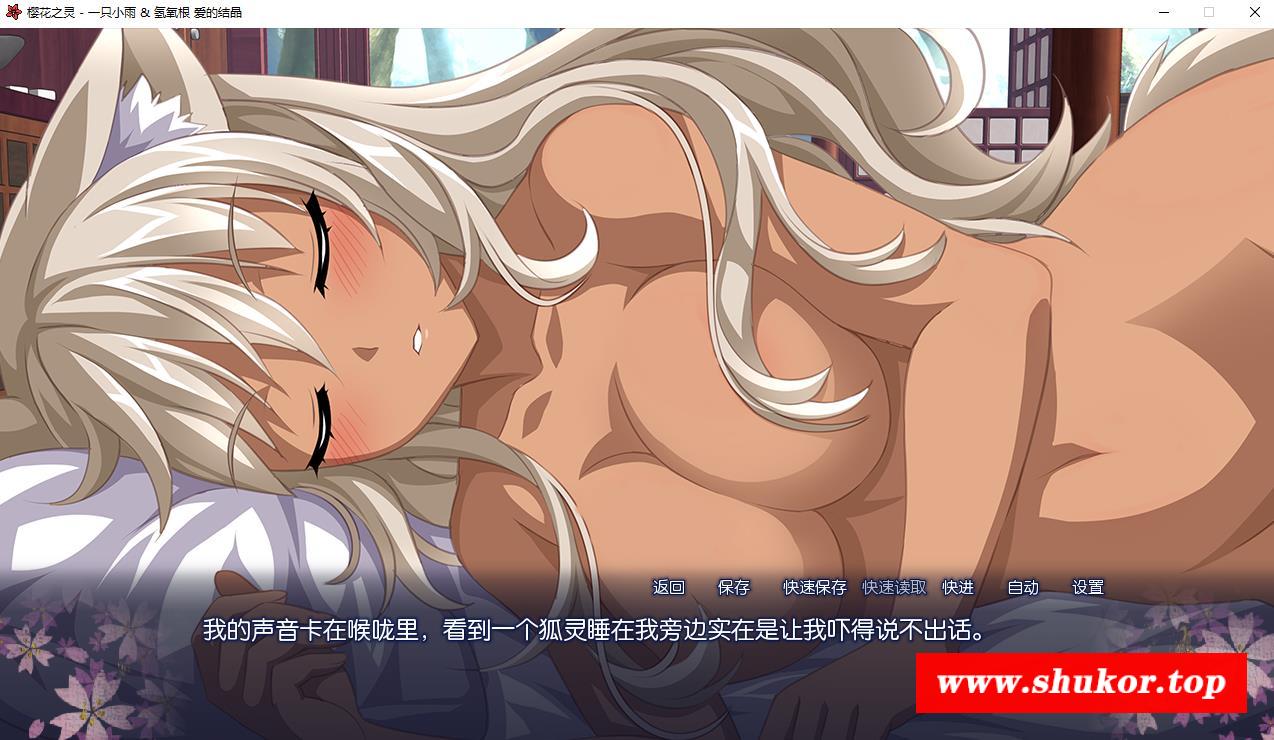 樱花之灵 - 一只小雨 & 氢氧根 爱的结晶
返回 保存 快速保存 快速读取 快进 自动 设置
我的声音卡在喉咙里，看到一个狐灵睡在我旁边实在是让我吓得说不出话。
www.shukor.top